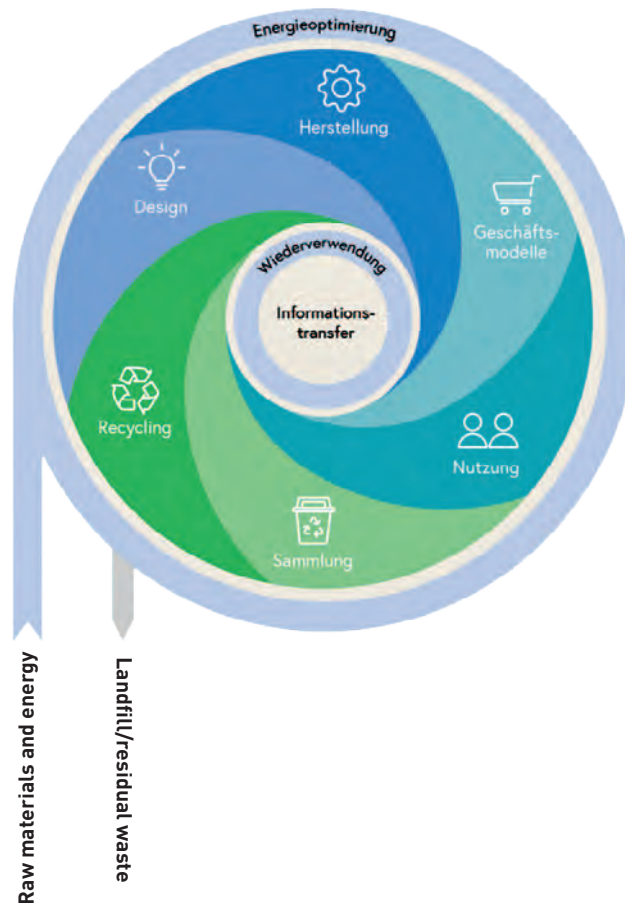 Energieoptimierung
Herstellung
Design
Geschäfts-
modelle
Wiederverwendung
Informations-
transfer
Recycling
Nutzung
Sammlung
Raw materials and energy
Landfill/residual waste